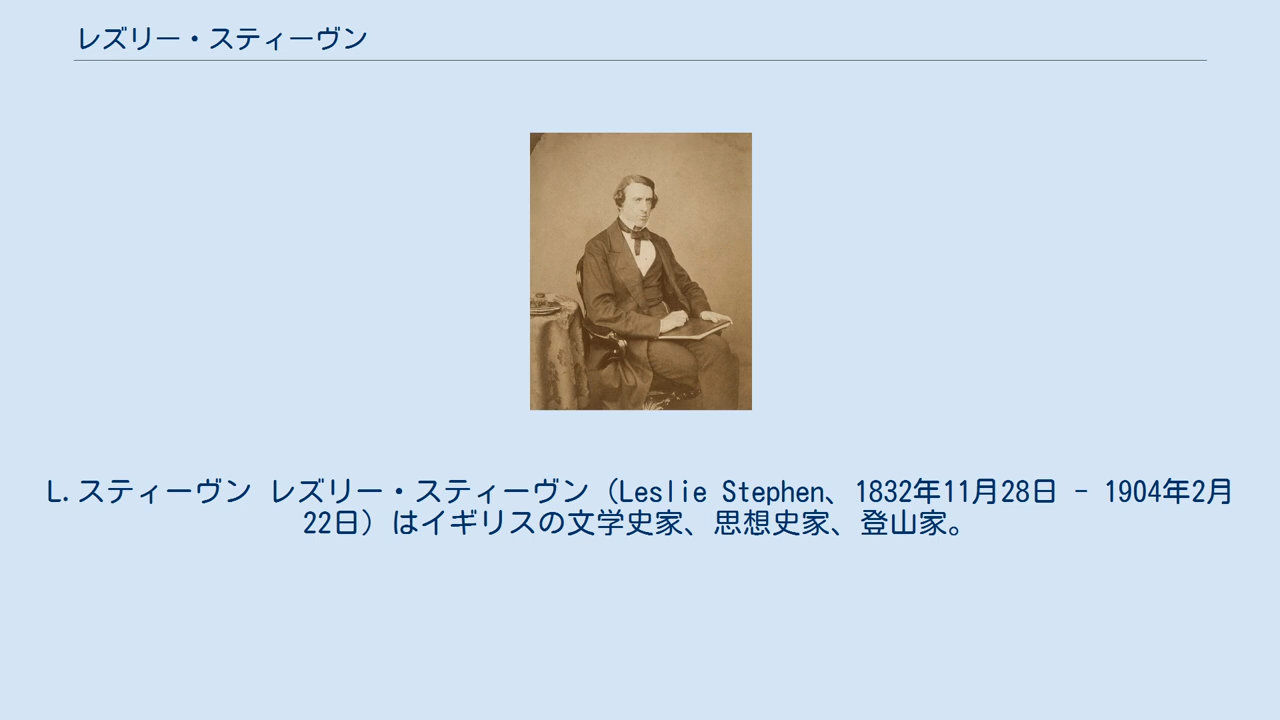 レズリー・スティーヴン
L.スティーヴン レズリー・スティーヴン（Leslie Stephen、1832年11月28日 - 1904年2月
22日）はイギリスの文学史家、思想史家、登山家。